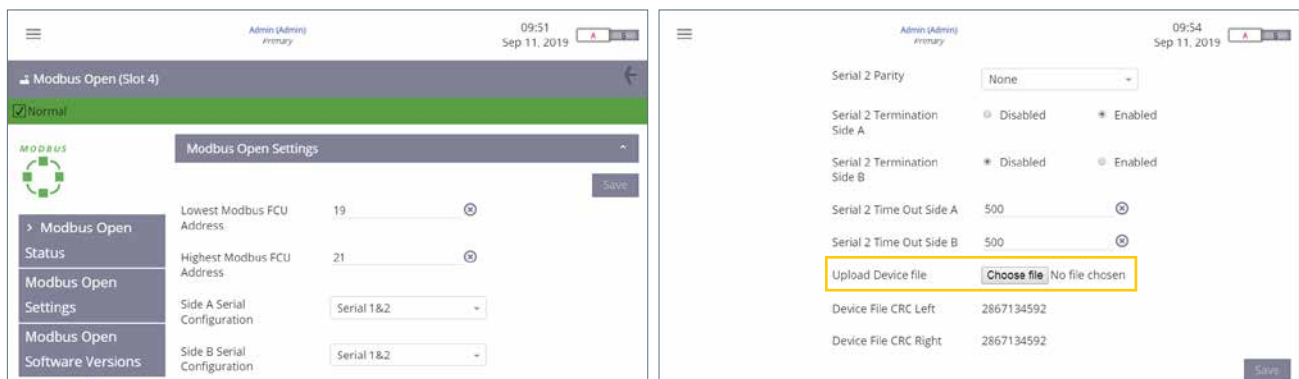 Admin (Admin)
Primary
09:51
Sep 11, 2019
A
Modbus Open (Slot 4)
Normal
MODBUS
> Modbus Open
Status
Modbus Open
Settings
Modbus Open
Software Versions
Modbus Open Settings
Save
Lowest Modbus FCU
Address
19
Highest Modbus FCU
Address
21
Side A Serial
Configuration
Serial 1&2
Side B Serial
Configuration
Serial 1&2
Admin (Admin)
Primary
09:54
Sep 11, 2019
A
Serial 2 Parity
None
Serial 2 Termination
Side A
Disabled
Enabled
Serial 2 Termination
Side B
Disabled
Enabled
Serial 2 Time Out Side A
500
Serial 2 Time Out Side B
500
Upload Device file
Choose file No file chosen
Device File CRC Left
2867134592
Device File CRC Right
2867134592
Save